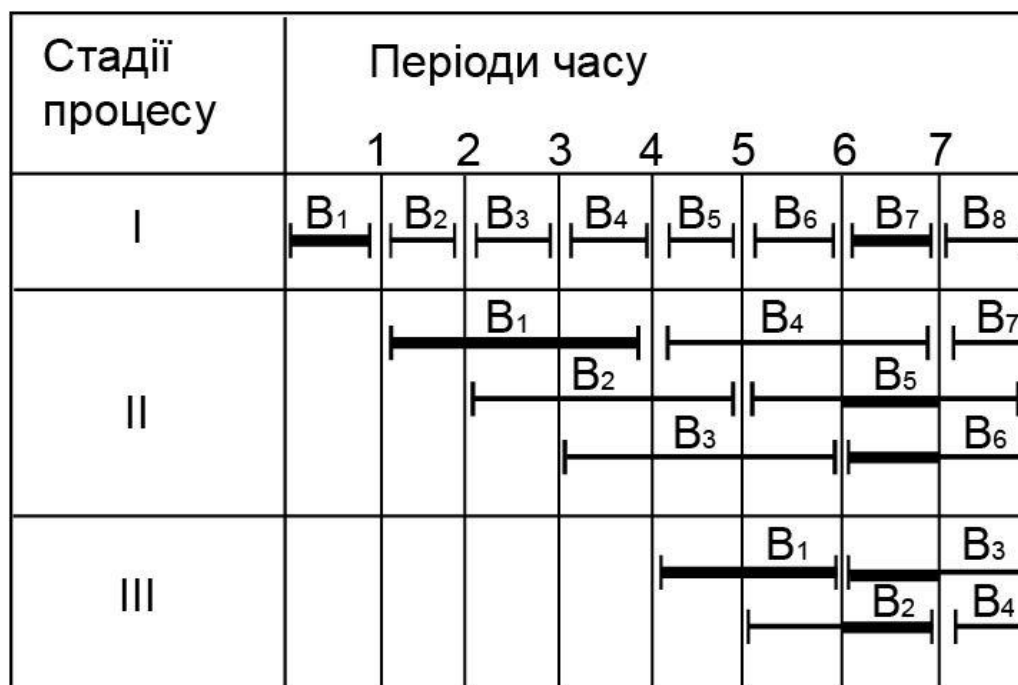 Стадії
процесу
Періоди часу
1 2 3 4 5 6 7
I B1 B2 B3 B4 B5 B6 B7 B8
B1 B4 B7
II B2 B5
B3 B6
B1 B3
III B2 B4